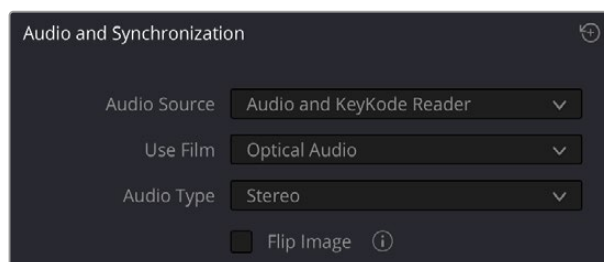 Audio and Synchronization
Audio Source Audio and KeyKode Reader
Use Film Optical Audio
Audio Type Stereo
Flip Image